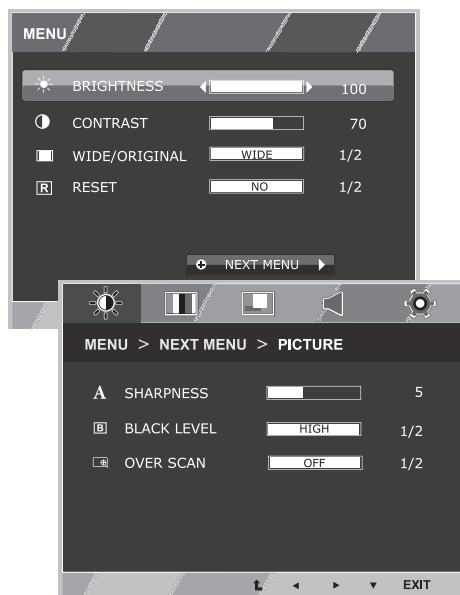 MENU
BRIGHTNESS 100
CONTRAST 70
WIDE/ORIGINAL WIDE 1/2
R RESET NO 1/2
NEXT MENU
MENU > NEXT MENU > PICTURE
A SHARPNESS 5
B BLACK LEVEL HIGH 1/2
OVER SCAN OFF 1/2
EXIT